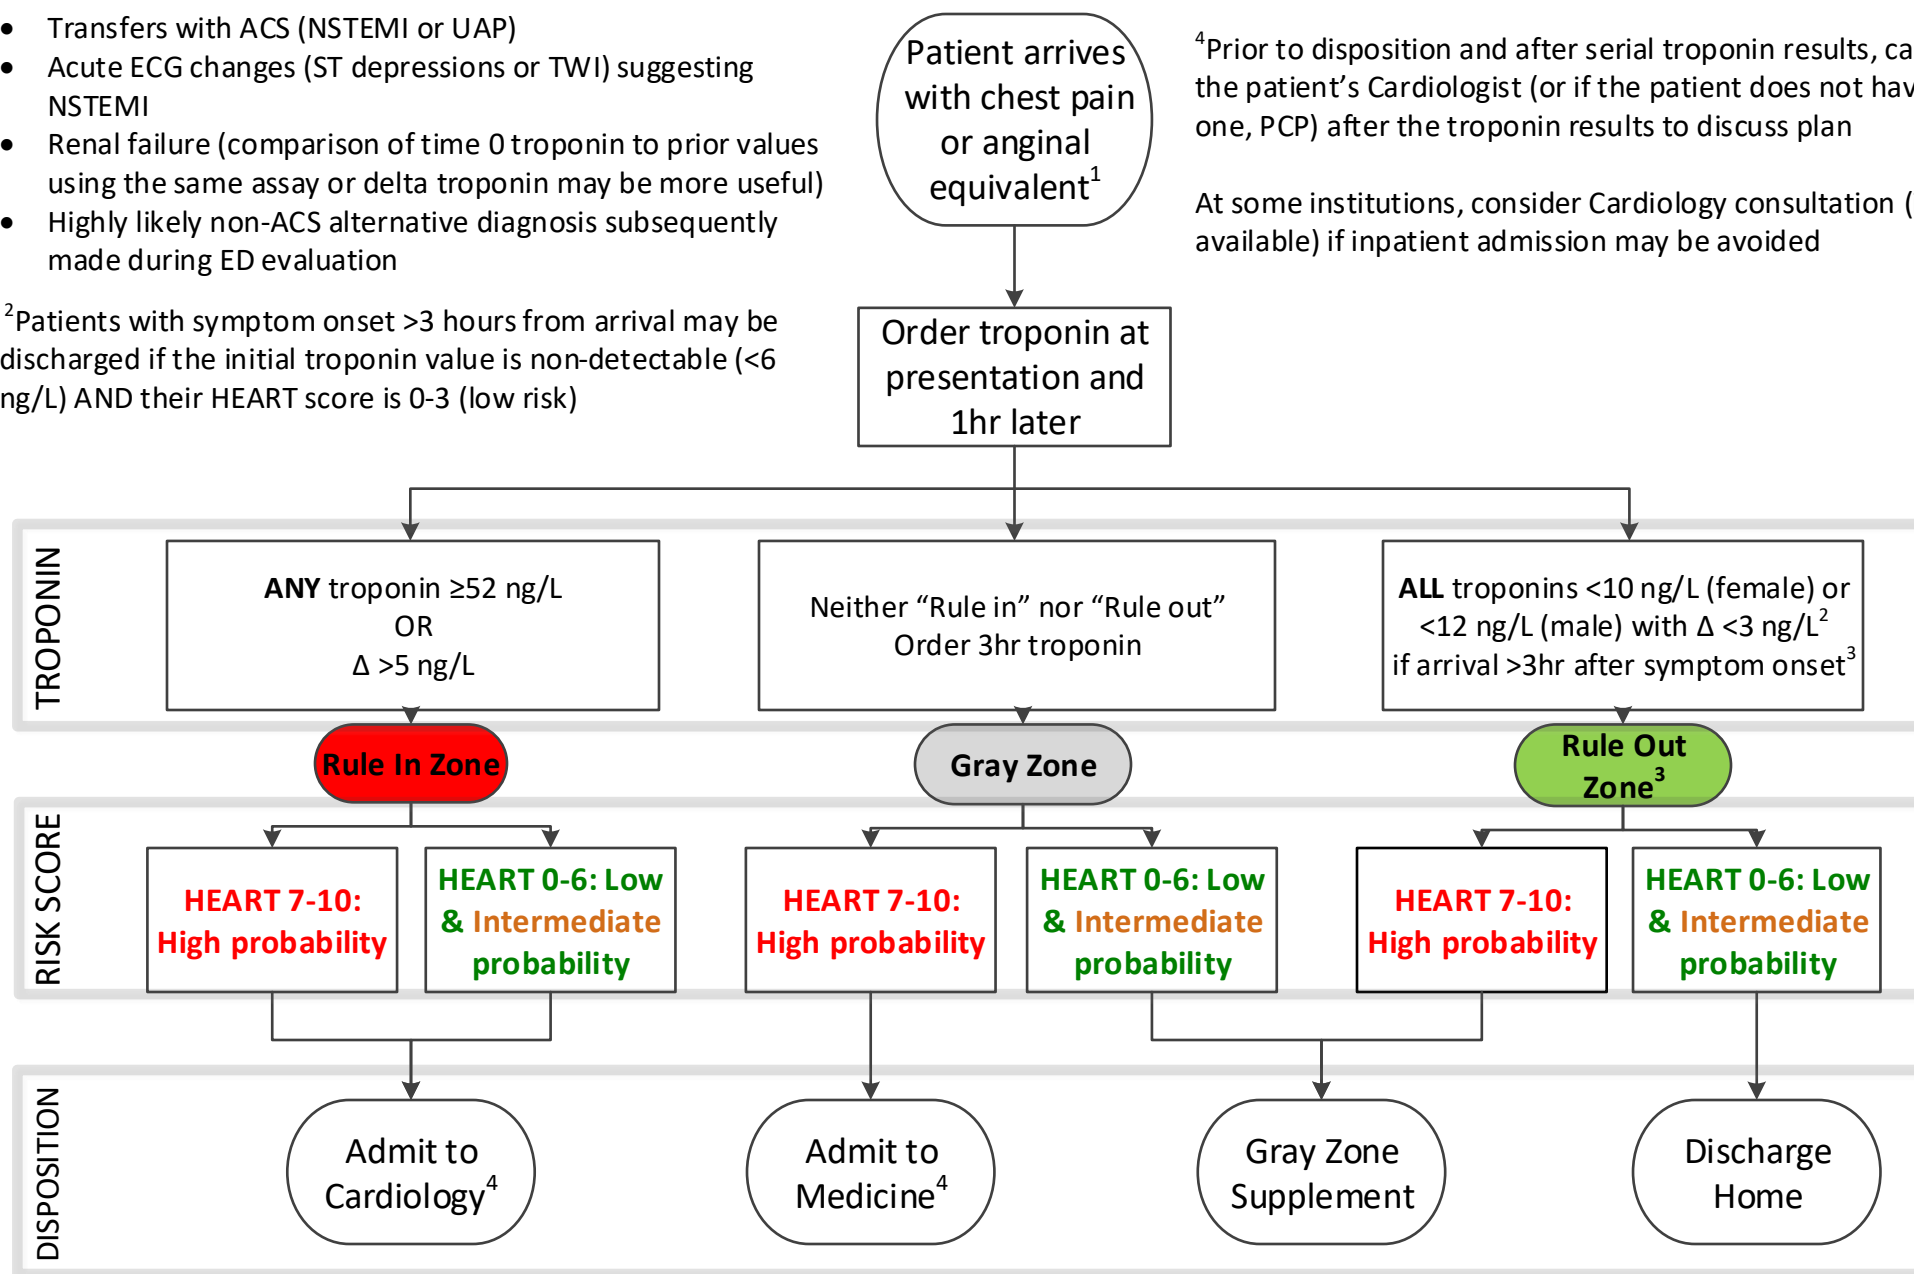 • Transfers with ACS (NSTEMI or UAP)
• Acute ECG changes (ST depressions or TWI) suggesting
NSTEMI
• Renal failure (comparison of time 0 troponin to prior values
using the same assay or delta troponin may be more useful)
• Highly likely non-ACS alternative diagnosis subsequently
made during ED evaluation
²Patients with symptom onset >3 hours from arrival may be
discharged if the initial troponin value is non-detectable (<6
ng/L) AND their HEART score is 0-3 (low risk)
Patient arrives
with chest pain
or anginal
equivalent¹
⁴Prior to disposition and after serial troponin results, ca
the patient’s Cardiologist (or if the patient does not hav
one, PCP) after the troponin results to discuss plan
At some institutions, consider Cardiology consultation (
available) if inpatient admission may be avoided
Order troponin at
presentation and
1hr later
TROPONIN
ANY troponin ≥52 ng/L
OR
Δ >5 ng/L
Neither “Rule in” nor “Rule out”
Order 3hr troponin
ALL troponins <10 ng/L (female) or
<12 ng/L (male) with Δ <3 ng/L²
if arrival >3hr after symptom onset³
Rule In Zone
Gray Zone
Rule Out
Zone³
RISK SCORE
HEART 7-10:
High probability
HEART 0-6: Low
& Intermediate
probability
HEART 7-10:
High probability
HEART 0-6: Low
& Intermediate
probability
HEART 7-10:
High probability
HEART 0-6: Low
& Intermediate
probability
DISPOSITION
Admit to
Cardiology⁴
Admit to
Medicine⁴
Gray Zone
Supplement
Discharge
Home